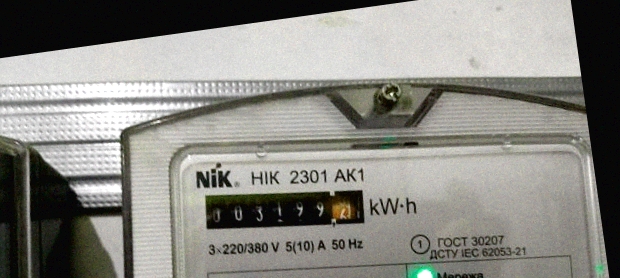 NiK. НІК 2301 АК1
003199 kW·h
3×220/380 V 5(10) A 50 Hz
1 ГОСТ 30207
ДСТУ IEC 62053-21
Мережа